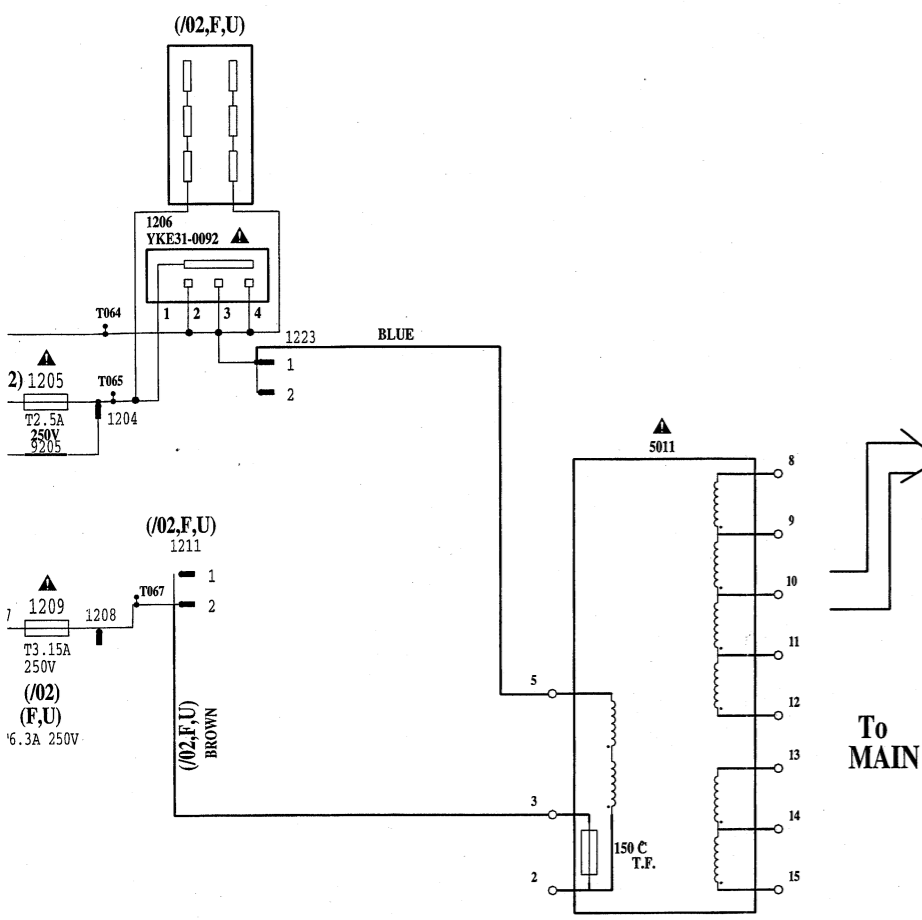 (/02,F,U)
1206
YKE31-0092
1 2 3 4
T064
1223
BLUE
1
2
2) 1205
T065
T2.5A
250V
9205
1204
5011
8
9
10
11
12
13
14
15
(/02,F,U)
1211
1
2
T067
7 1209
1208
T3.15A
250V
(/02)
(F,U)
6.3A 250V
(/02,F,U)
BROWN
5
3
2
150 C
T.F.
To
MAIN